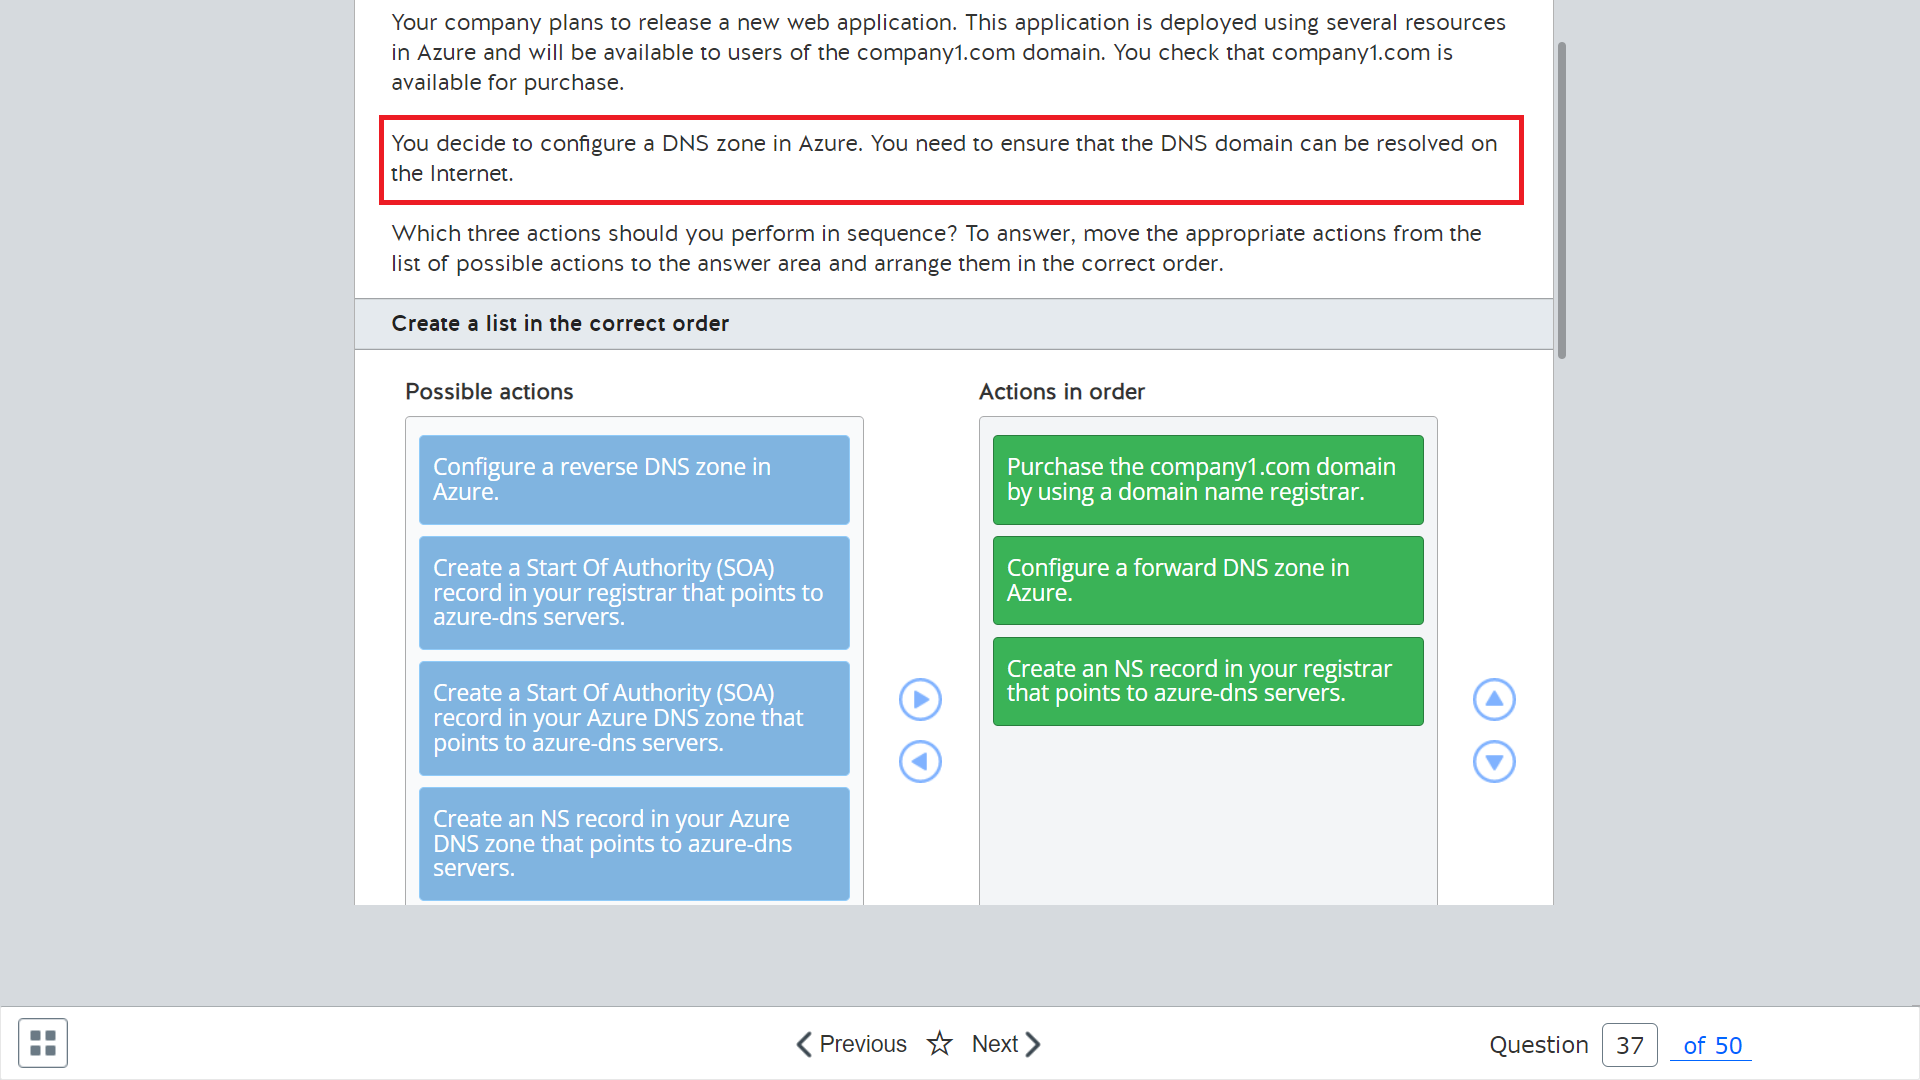 Your company plans to release a new web application. This application is deployed using several resources
in Azure and will be available to users of the company1.com domain. You check that company1.com is
available for purchase.
You decide to configure a DNS zone in Azure. You need to ensure that the DNS domain can be resolved on
the Internet.
Which three actions should you perform in sequence? To answer, move the appropriate actions from the
list of possible actions to the answer area and arrange them in the correct order.
Create a list in the correct order
Possible actions
Configure a reverse DNS zone in
Azure.
Create a Start Of Authority (SOA)
record in your registrar that points to
azure-dns servers.
Create a Start Of Authority (SOA)
record in your Azure DNS zone that
points to azure-dns servers.
Create an NS record in your Azure
DNS zone that points to azure-dns
servers.
Actions in order
Purchase the company1.com domain
by using a domain name registrar.
Configure a forward DNS zone in
Azure.
Create an NS record in your registrar
that points to azure-dns servers.
Previous
Next
Question 37 of 50